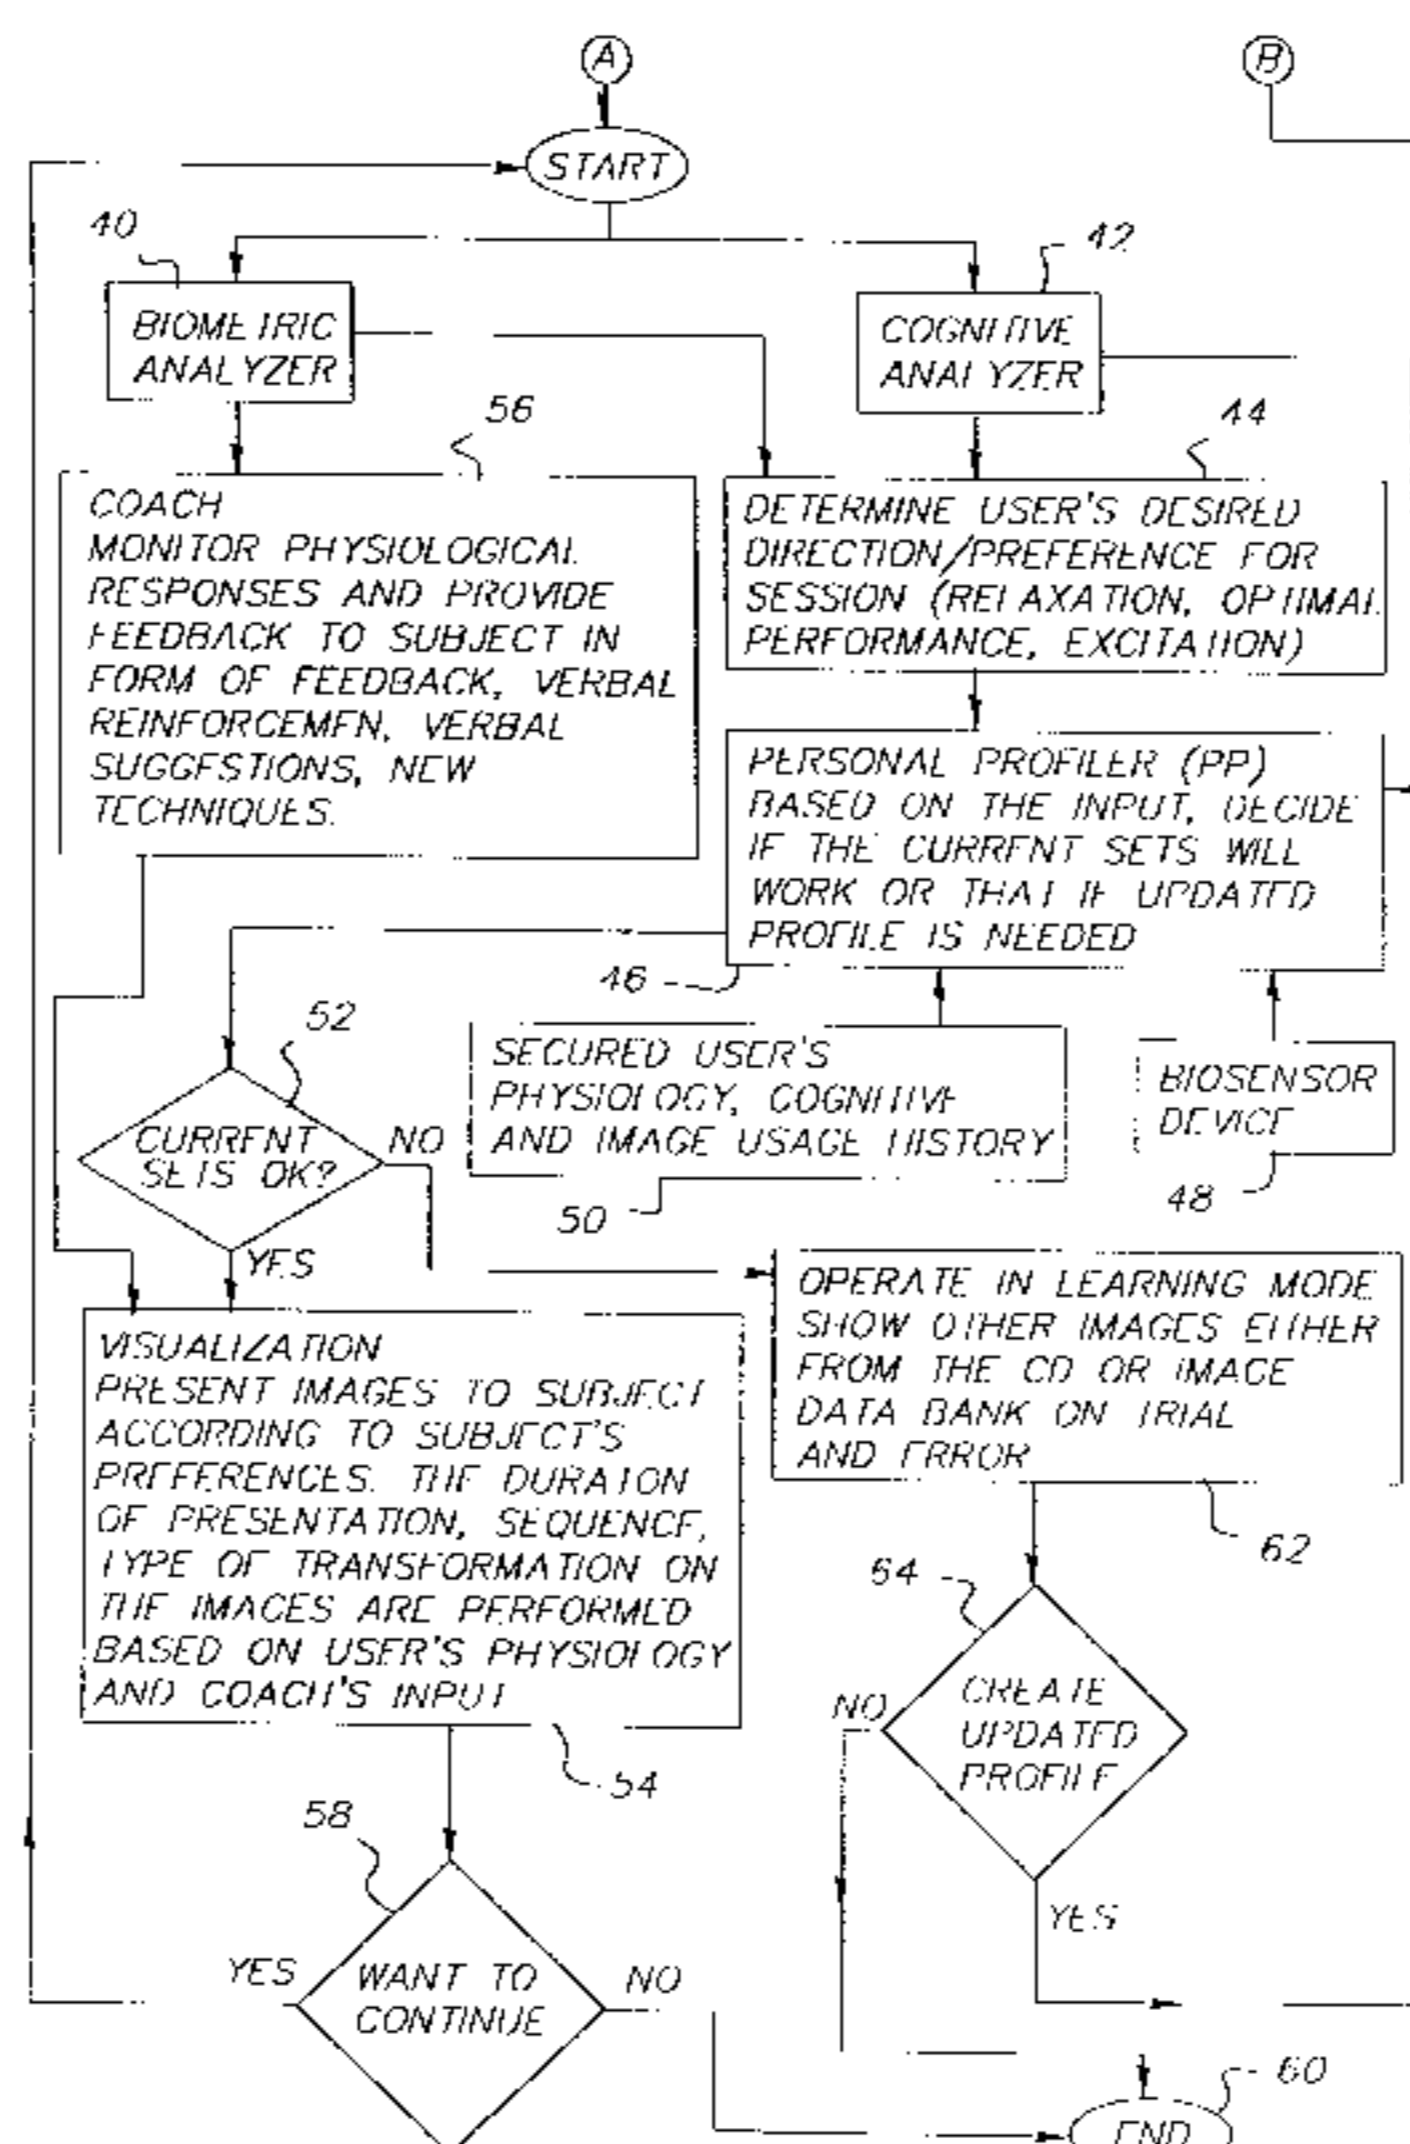 A
B
START
40
42
BIOMETRIC
ANALYZER
COGNITIVE
ANALYZER
56
44
COACH
MONITOR PHYSIOLOGICAL
RESPONSES AND PROVIDE
FEEDBACK TO SUBJECT IN
FORM OF FEEDBACK, VERBAL
REINFORCEMEN, VERBAL
SUGGESTIONS, NEW
TECHNIQUES.
DETERMINE USER'S DESIRED
DIRECTION/PREFERENCE FOR
SESSION (RELAXATION, OPTIMAL
PERFORMANCE, EXCITATION)
PERSONAL PROFILER (PP)
BASED ON THE INPUT, DECIDE
IF THE CURRENT SETS WILL
WORK OR THAT IF UPDATED
PROFILE IS NEEDED
46
52
SECURED USER'S
PHYSIOLOGY, COGNITIVE
AND IMAGE USAGE HISTORY
50
BIOSENSOR
DEVICE
48
CURRENT
SETS OK?
NO
YES
OPERATE IN LEARNING MODE
SHOW OTHER IMAGES EITHER
FROM THE CD OR IMAGE
DATA BANK ON TRIAL
AND ERROR
62
VISUALIZATION
PRESENT IMAGES TO SUBJECT
ACCORDING TO SUBJECT'S
PREFERENCES. THE DURATON
OF PRESENTATION, SEQUENCE,
TYPE OF TRANSFORMATION ON
THE IMAGES ARE PERFORMED
BASED ON USER'S PHYSIOLOGY
AND COACH'S INPUT
54
64
CREATE
UPDATED
PROFILE
NO
YES
58
WANT TO
CONTINUE
YES
NO
60
END